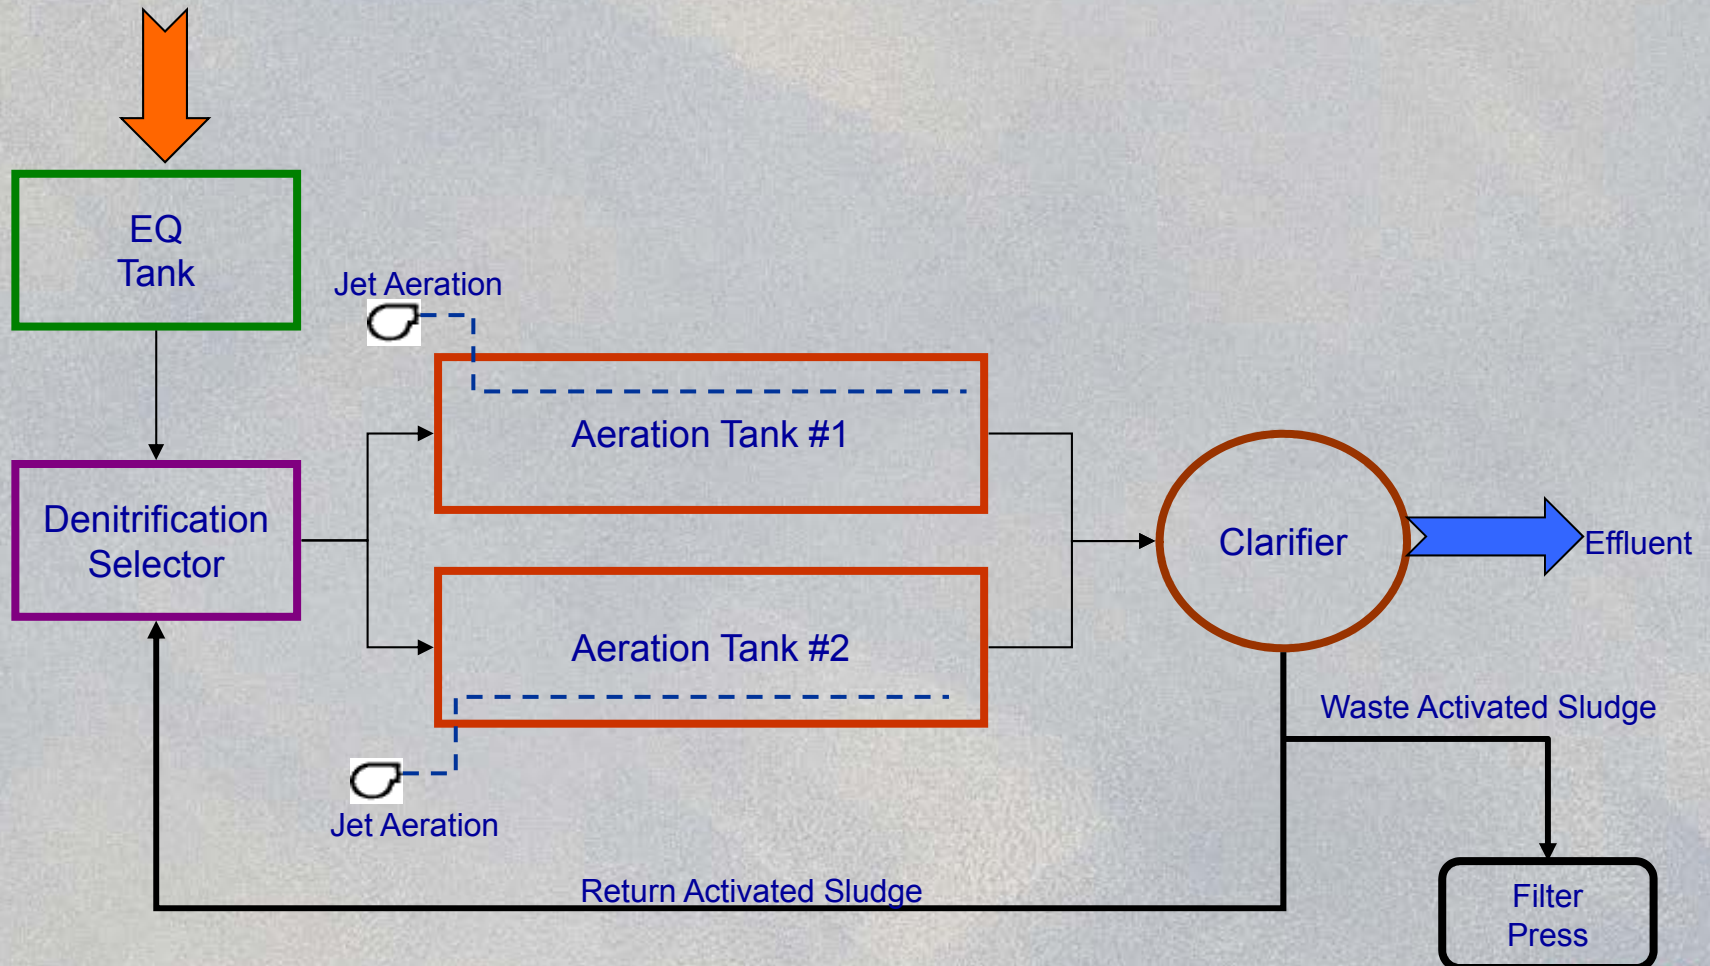 EQ
Tank
Jet Aeration
Aeration Tank #1
Denitrification
Selector
Clarifier
Effluent
Aeration Tank #2
Waste Activated Sludge
Jet Aeration
Return Activated Sludge
Filter
Press